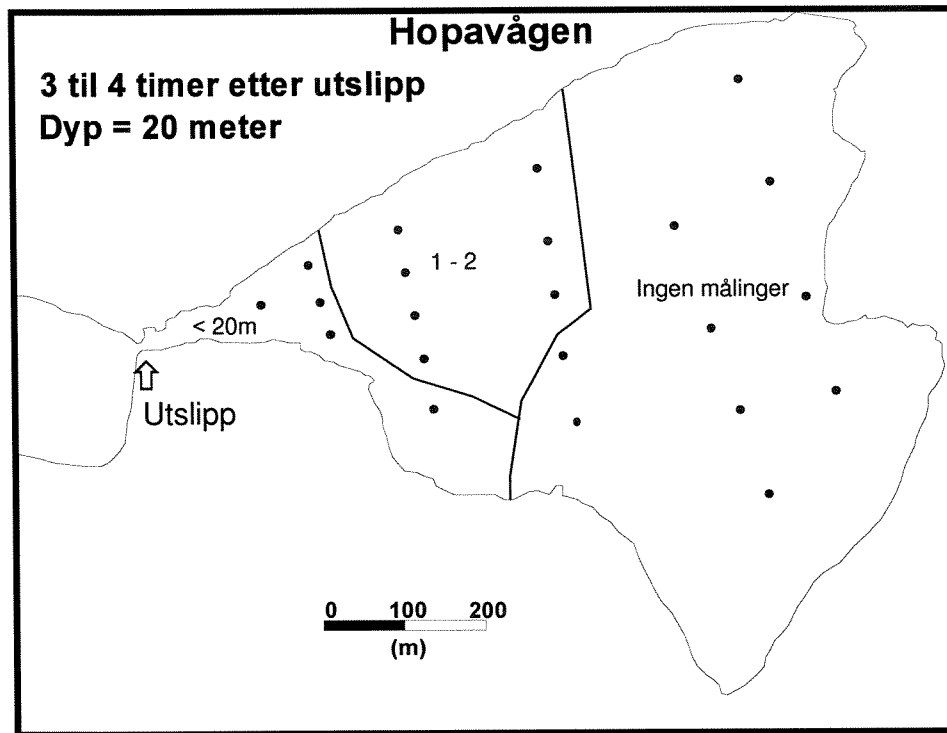 Hopavågen
3 til 4 timer etter utslipp
Dyp = 20 meter
1 - 2
Ingen målinger
< 20m
Utslipp
0 100 200
(m)